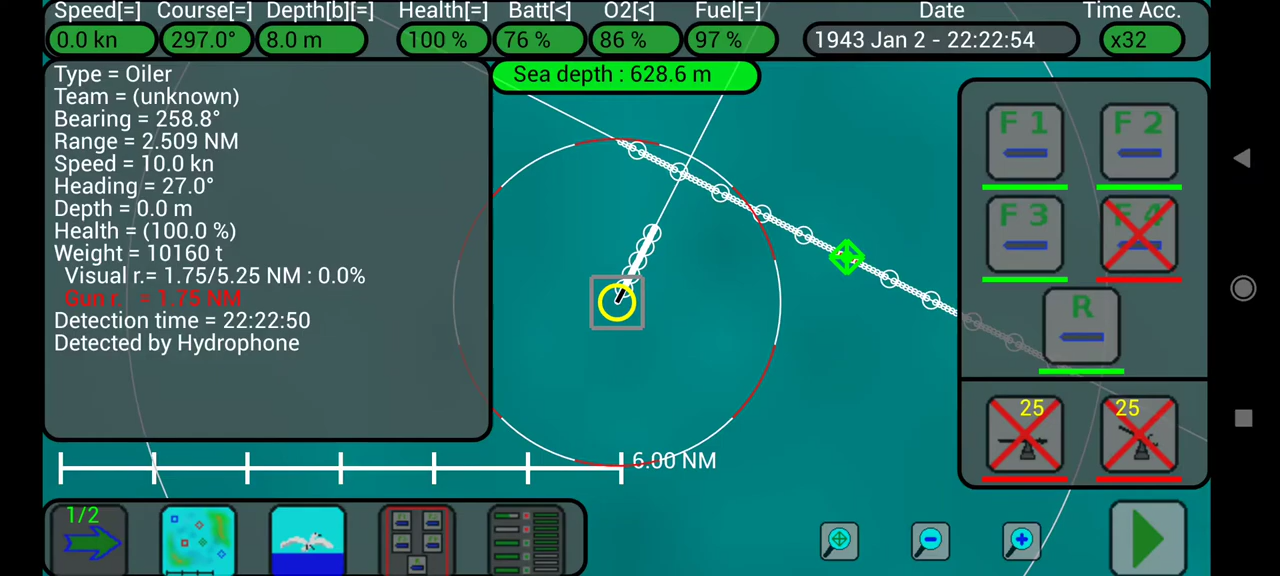 Speed[=] Course[=] Depth[b][=] Health[=] Batt[<] O2[<] Fuel[=] Date Time Acc.
0.0 kn 297.0° 8.0 m 100 % 76 % 86 % 97 % 1943 Jan 2 - 22:22:54 x32
Sea depth : 628.6 m
Type = Oiler
Team = (unknown)
Bearing = 258.8°
Range = 2.509 NM
Speed = 10.0 kn
Heading = 27.0°
Depth = 0.0 m
Health = (100.0 %)
Weight = 10160 t
Visual r.= 1.75/5.25 NM : 0.0%
Gun r. = 1.75 NM
Detection time = 22:22:50
Detected by Hydrophone
F 1 F 2
F 3 F 4
R
25 25
6.00 NM
1/2